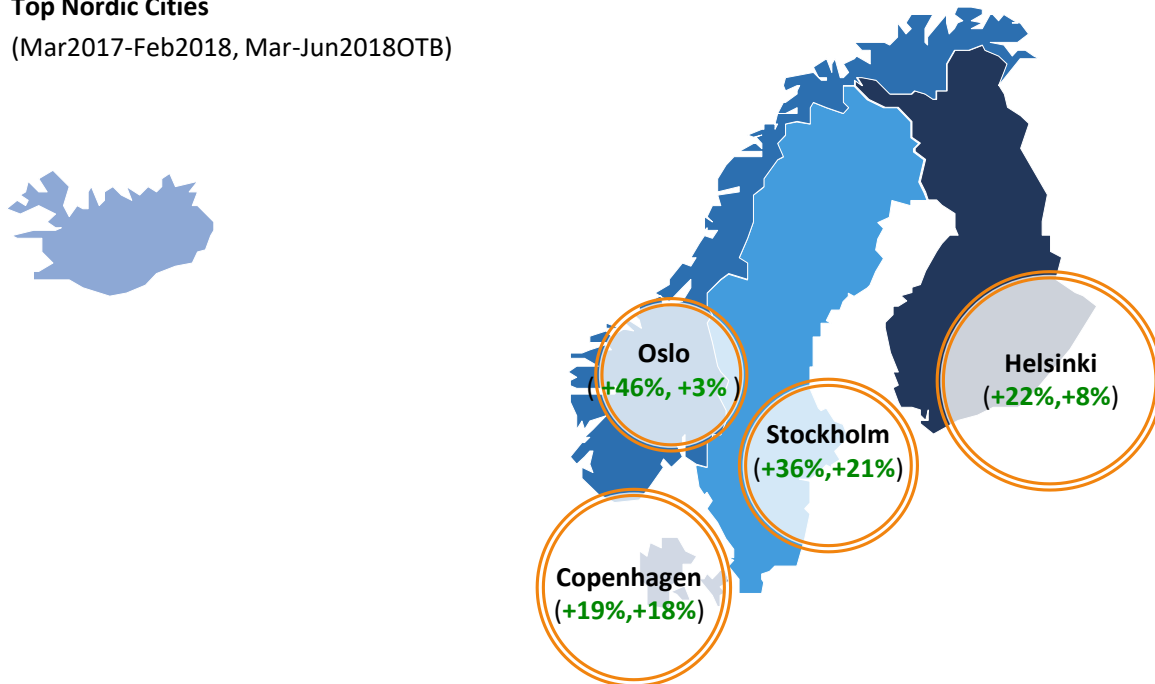 Top Nordic Cities
(Mar2017-Feb2018, Mar-Jun2018OTB)
Oslo
( +46%, +3% )
Helsinki
(+22%,+8%)
Stockholm
(+36%,+21%)
Copenhagen
(+19%,+18%)